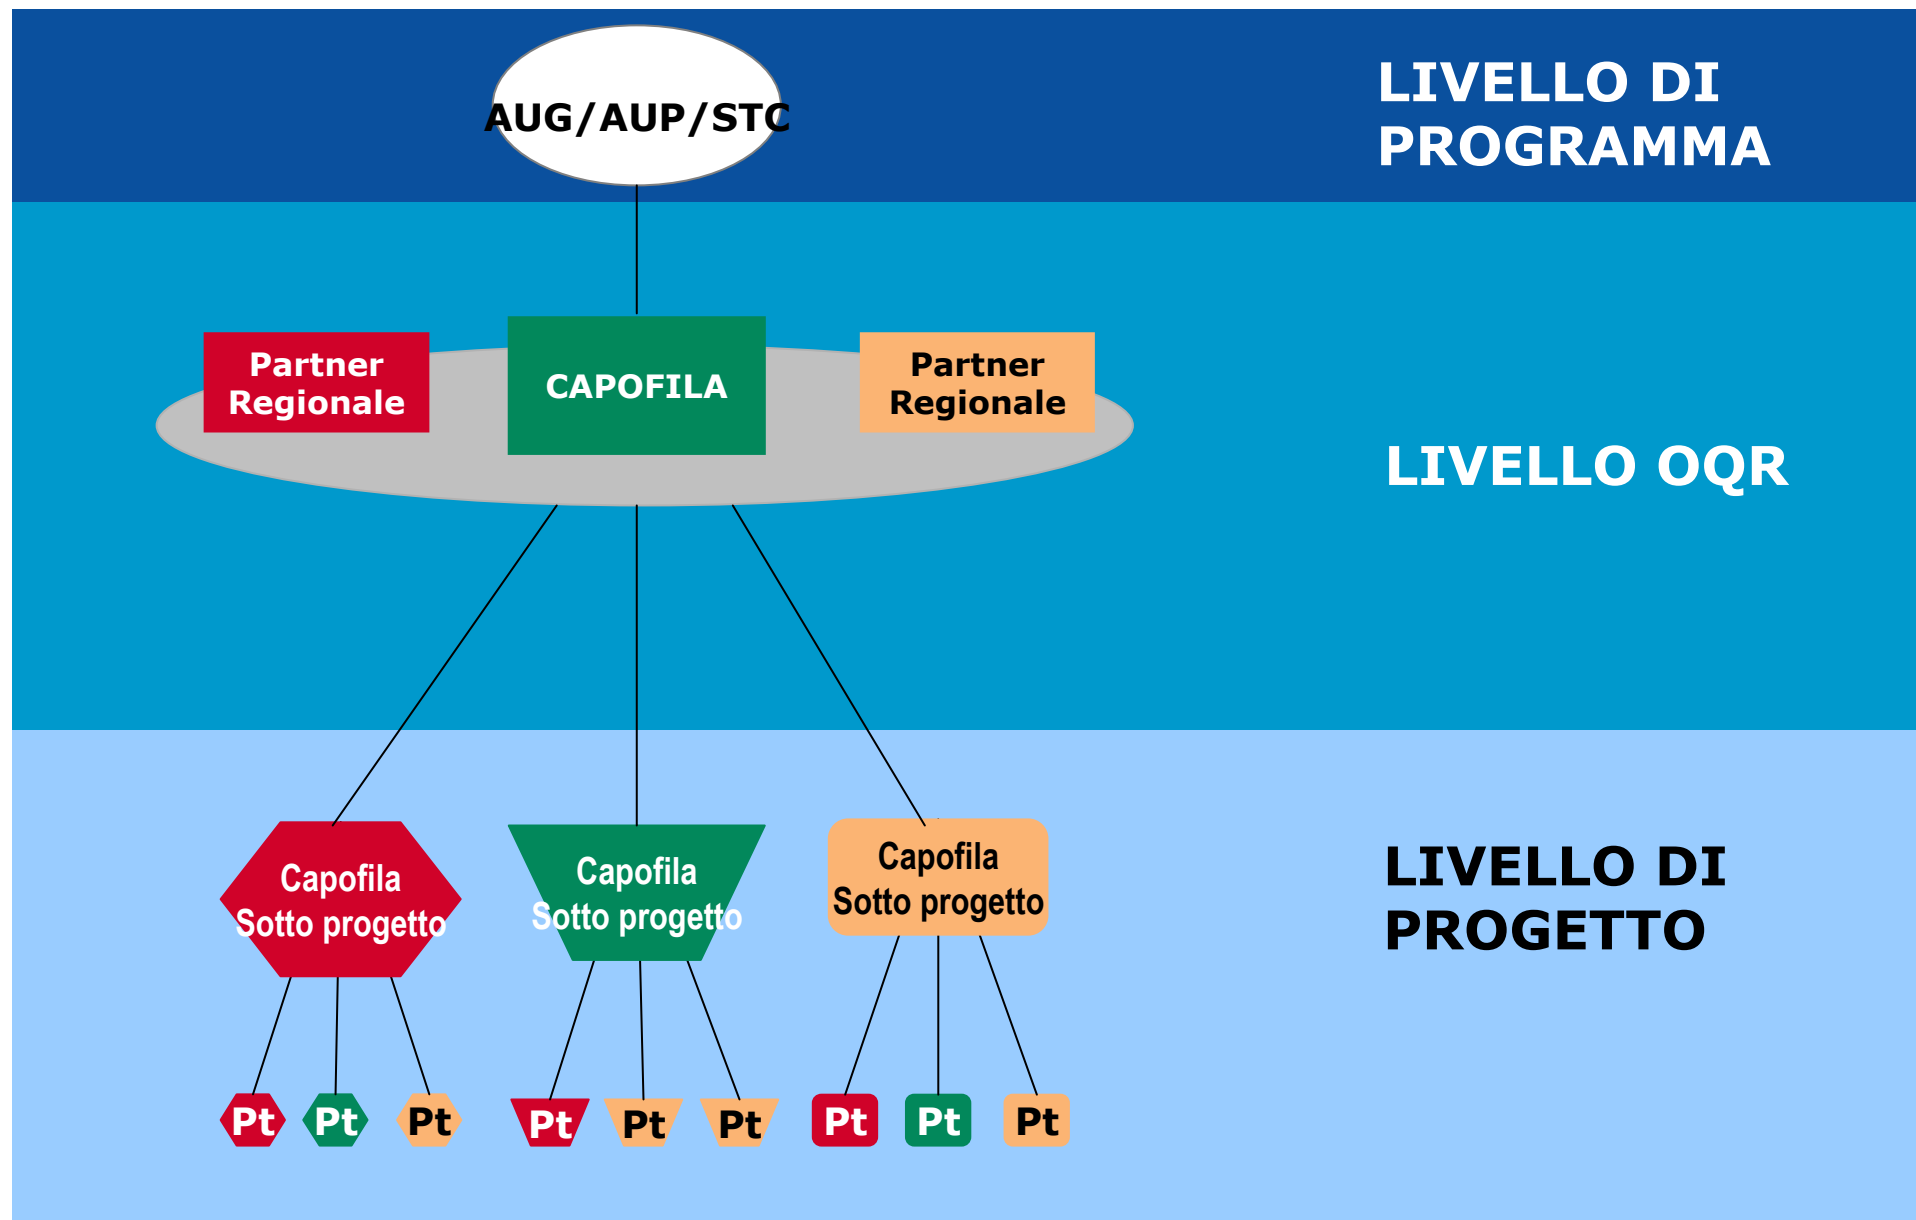 AUG/AUP/STC
LIVELLO DI
PROGRAMMA
Partner
Regionale
CAPOFILA
Partner
Regionale
LIVELLO OQR
Capofila
Sotto progetto
Capofila
Sotto progetto
Capofila
Sotto progetto
LIVELLO DI
PROGETTO
Pt
Pt
Pt
Pt
Pt
Pt
Pt
Pt
Pt